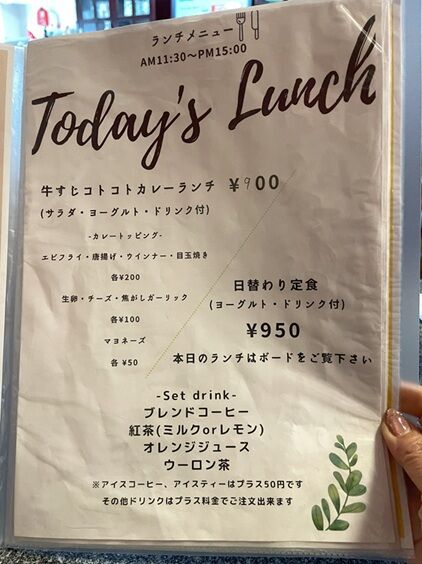 ランチメニュー
AM11:30～PM15:00
Today's Lunch
牛すじコトコトカレーランチ ¥900
(サラダ・ヨーグルト・ドリンク付)
-カレートッピング-
エビフライ・唐揚げ・ウインナー・目玉焼き
各¥200
生卵・チーズ・焦がしガーリック
各¥100
マヨネーズ
各 ¥50
日替わり定食
(ヨーグルト・ドリンク付)
¥950
本日のランチはボードをご覧下さい
-Set drink-
ブレンドコーヒー
紅茶(ミルクorレモン)
オレンジジュース
ウーロン茶
※アイスコーヒー、アイスティーはプラス50円です
その他ドリンクはプラス料金でご注文出来ます